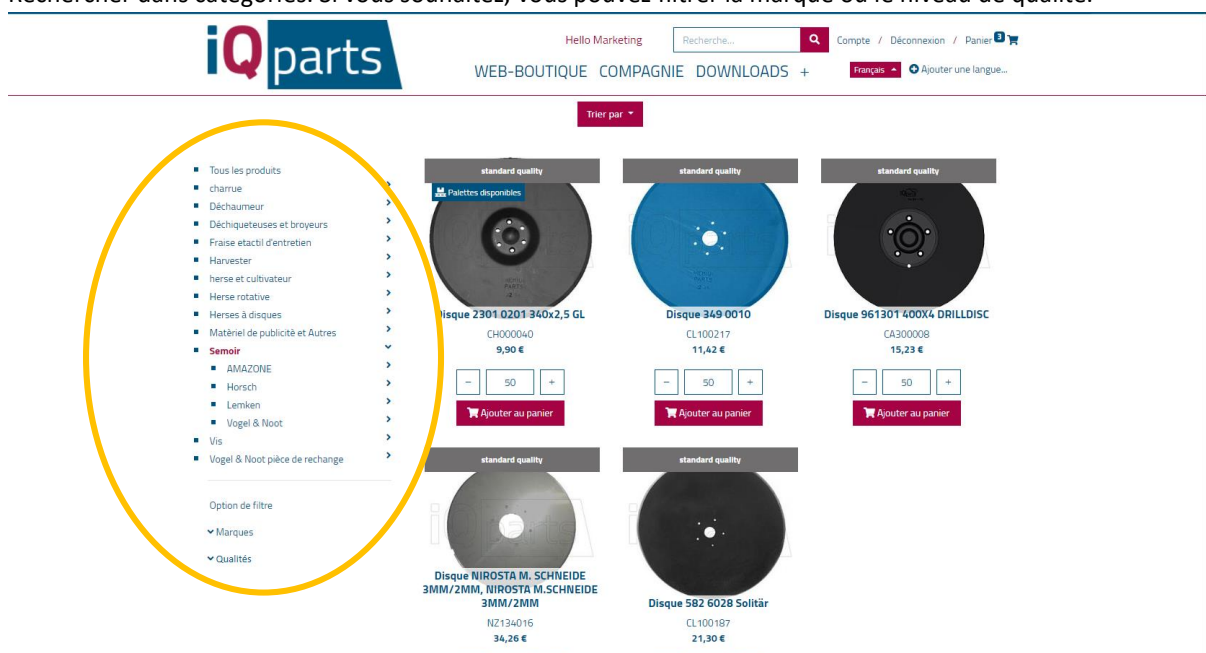 Rechercher dans catégories. Si vous souhaitez, vous pouvez filtrer la marque ou le niveau de qualité.
iQparts
Hello Marketing
Recherche...
Compte / Déconnexion / Panier 3
WEB-BOUTIQUE COMPAGNIE DOWNLOADS +
Français
Ajouter une langue...
Trier par
Tous les produits
charrue
Déchaumeur
Déchiqueteuses et broyeurs
Fraise etactil d'entretien
Harvester
herse et cultivateur
Herse rotative
Herses à disques
Matériel de publicité et Autres
Semoir
AMAZONE
Horsch
Lemken
Vogel & Noot
Vis
Vogel & Noot pièce de rechange
Option de filtre
Marques
Qualités
standard quality
Palettes disponibles
Disque 2301 0201 340x2,5 GL
CH000040
9,90 €
- 50 +
Ajouter au panier
standard quality
Disque 349 0010
CL100217
11,42 €
- 50 +
Ajouter au panier
standard quality
Disque 961301 400X4 DRILLDISC
CA300008
15,23 €
- 50 +
Ajouter au panier
standard quality
Disque NIROSTA M. SCHNEIDE
3MM/2MM, NIROSTA M.SCHNEIDE
3MM/2MM
NZ134016
34,26 €
standard quality
Disque 582 6028 Solitär
CL100187
21,30 €